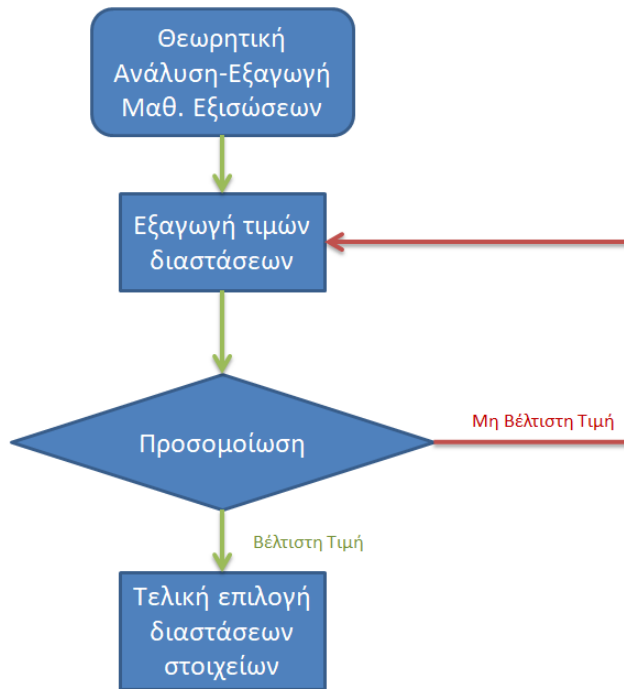 Θεωρητική
Ανάλυση-Εξαγωγή
Μαθ. Εξισώσεων
Εξαγωγή τιμών
διαστάσεων
Προσομοίωση
Μη Βέλτιστη Τιμή
Βέλτιστη Τιμή
Τελική επιλογή
διαστάσεων
στοιχείων